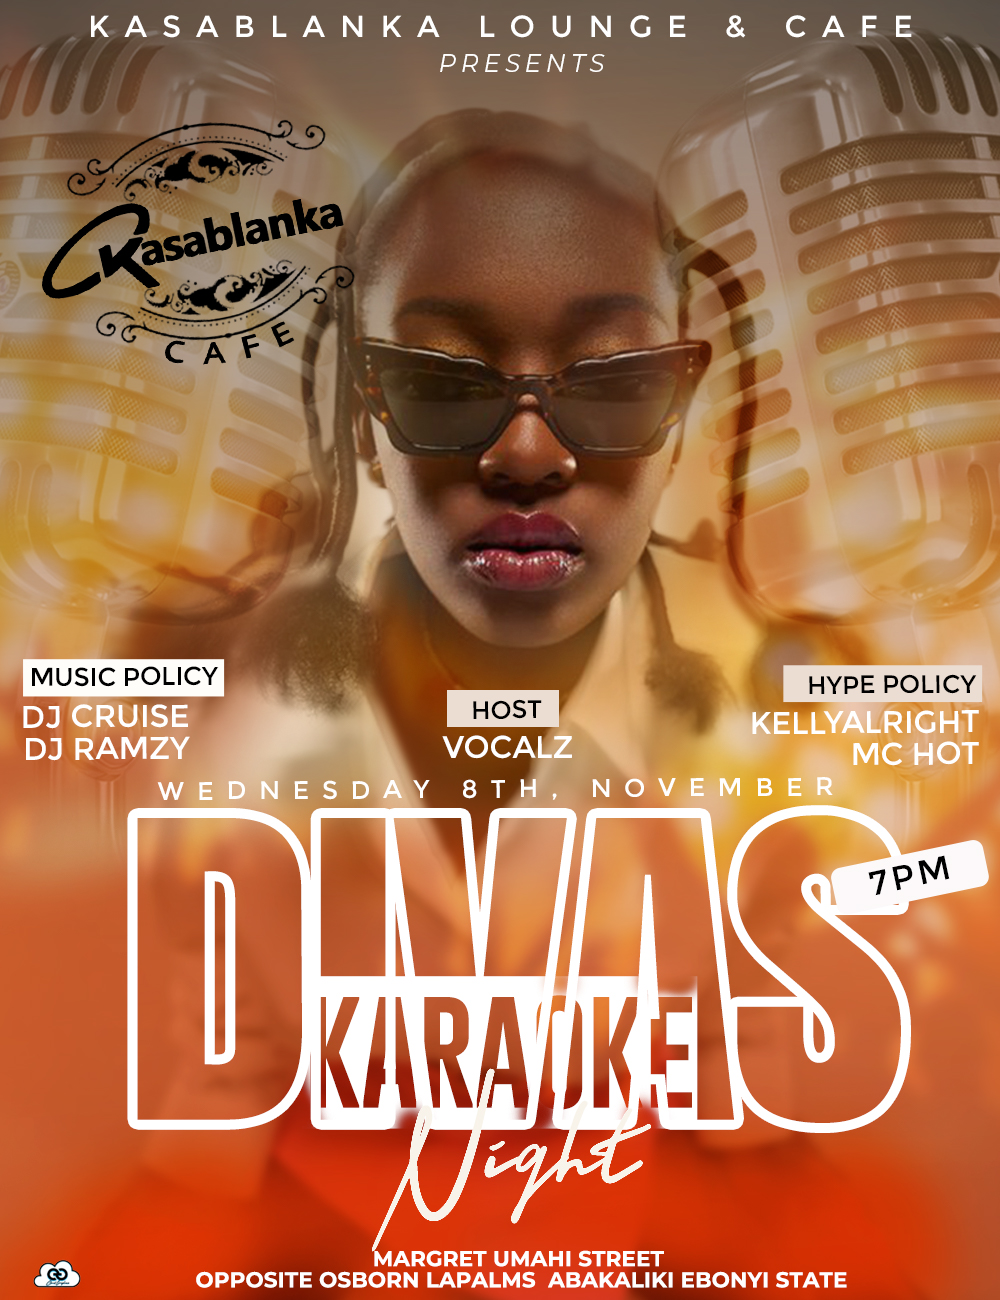 KASABLANKA LOUNGE & CAFE
PRESENTS
Kasablanka
CAFE
MUSIC POLICY
DJ CRUISE
DJ RAMZY
HOST
VOCALZ
HYPE POLICY
KELLYALRIGHT
MC HOT
WEDNESDAY 8TH, NOVEMBER
DIVAS
7PM
KARAOKE
Night
MARGRET UMAHI STREET
OPPOSITE OSBORN LAPALMS ABAKALIKI EBONYI STATE